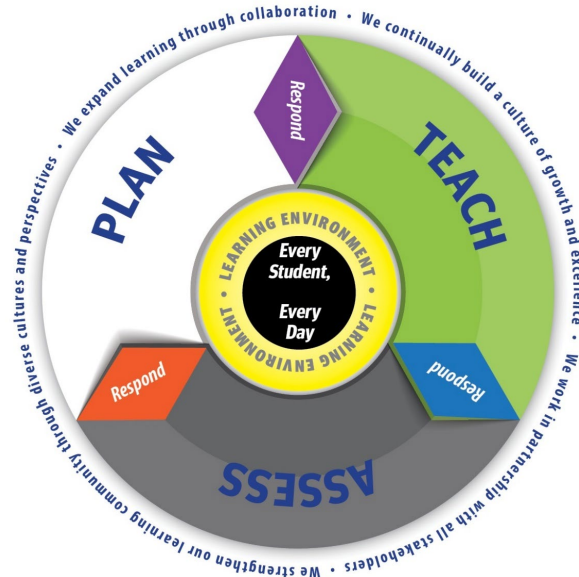 We expand learning through collaboration • We continually build a culture of growth and excellence • We work in partnership with all stakeholders • We strengthen our learning community through diverse cultures and perspectives •
PLAN
Respond
TEACH
LEARNING ENVIRONMENT • LEARNING ENVIRONMENT •
Every
Student,
Every
Day
Respond
Respond
ASSESS